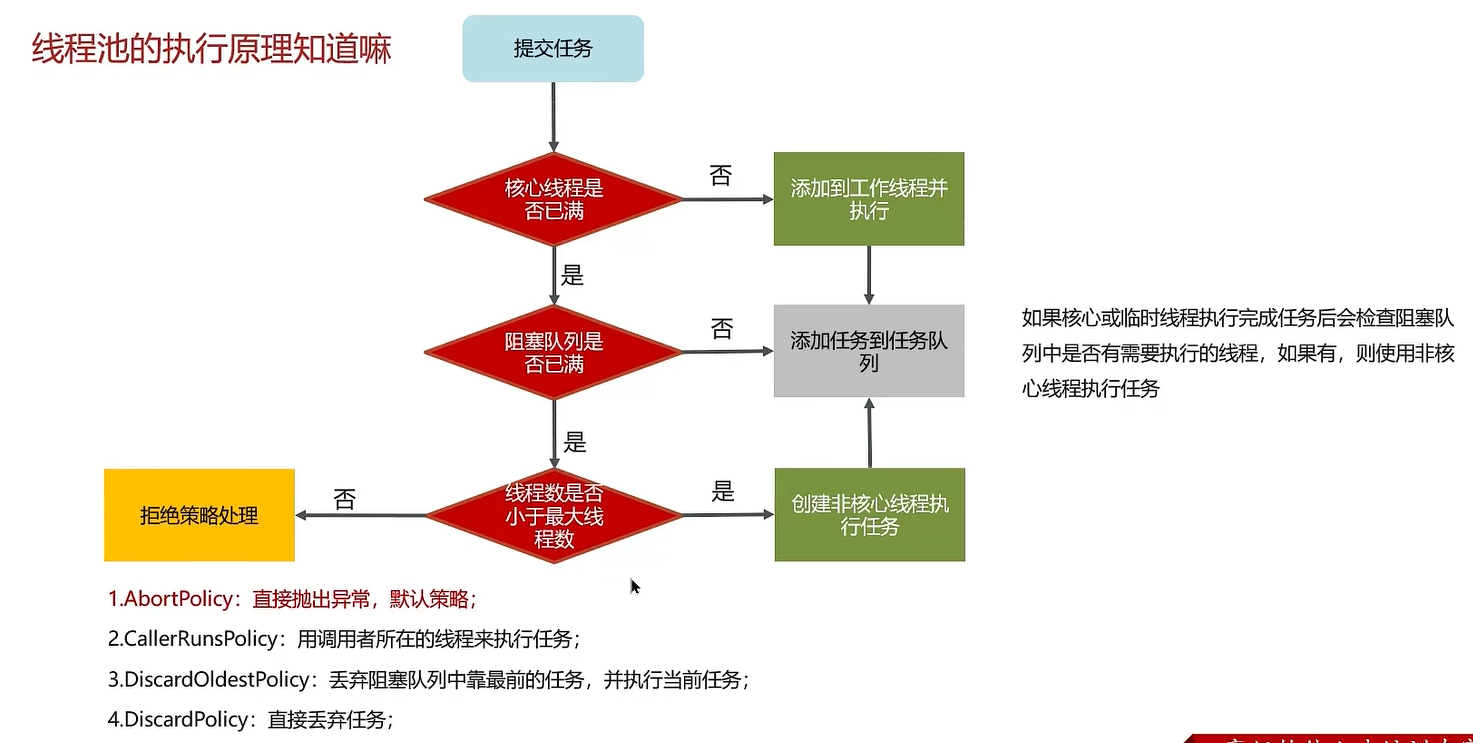 线程池的执行原理知道嘛
提交任务
核心线程是
否已满
否
添加到工作线程并
执行
是
阻塞队列是
否已满
否
添加任务到任务队
列
如果核心或临时线程执行完成任务后会检查阻塞队
列中是否有需要执行的线程，如果有，则使用非核
心线程执行任务
是
线程数是否
小于最大线
程数
是
创建非核心线程执
行任务
否
拒绝策略处理
1.AbortPolicy：直接抛出异常，默认策略；
2.CallerRunsPolicy：用调用者所在的线程来执行任务；
3.DiscardOldestPolicy：丢弃阻塞队列中靠最前的任务，并执行当前任务；
4.DiscardPolicy：直接丢弃任务；